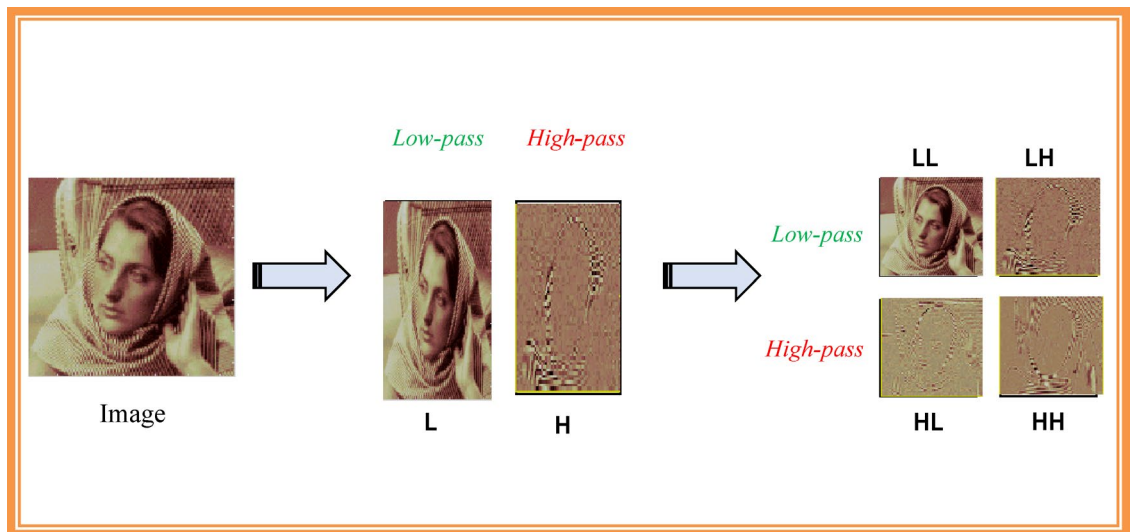 Low-pass High-pass
LL LH
Low-pass
High-pass
Image
L H
HL HH